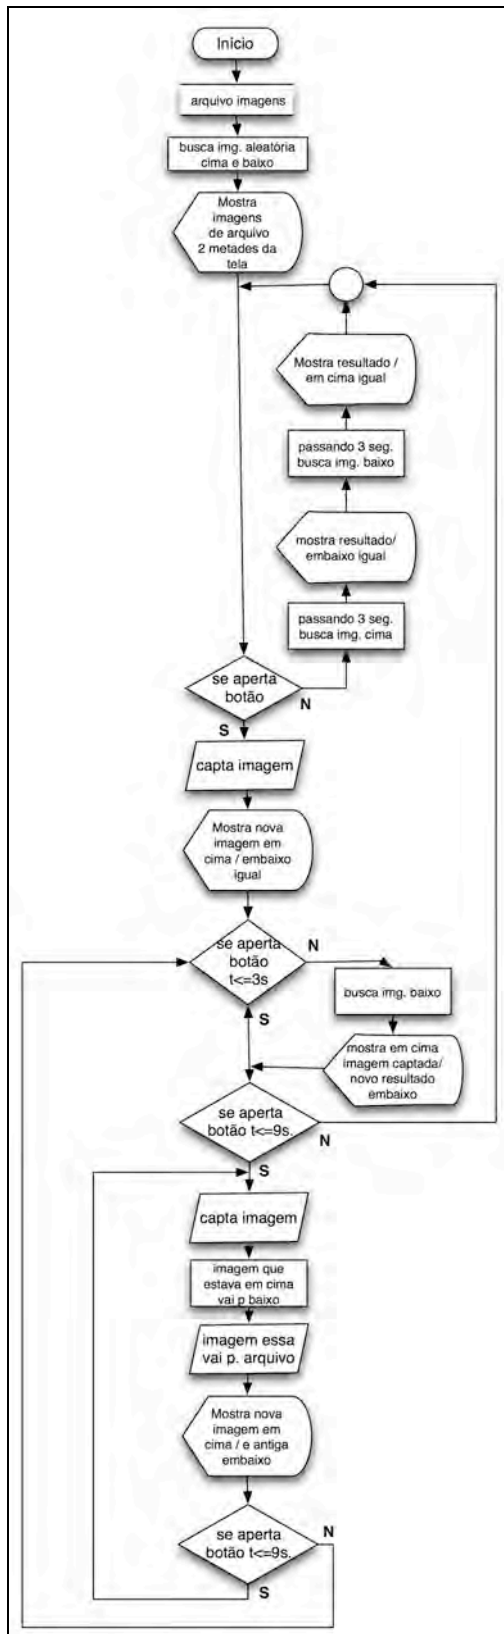 Início
arquivo imagens
busca img. aleatória
cima e baixo
Mostra
imagens
de arquivo
2 metades da
tela
Mostra resultado /
em cima igual
passando 3 seg.
busca img. baixo
mostra resultado/
embaixo igual
passando 3 seg.
busca img. cima
se aperta
botão
N
S
capta imagem
Mostra nova
imagem em
cima / embaixo
igual
se aperta
botão
t<=3s
N
S
busca img. baixo
mostra em cima
imagem captada/
novo resultado
embaixo
se aperta
botão t<=9s.
N
S
capta imagem
imagem que
estava em cima
vai p baixo
imagem essa
vai p. arquivo
Mostra nova
imagem em
cima / e antiga
embaixo
se aperta
botão t<=9s.
N
S